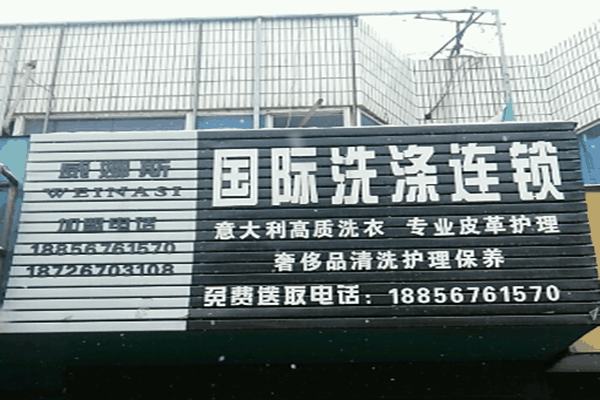 威娜斯
WEINASI
加盟电话
18856761570
18726703108
国际洗涤连锁
意大利高质洗衣 专业皮革护理
奢侈品清洗护理保养
免费送取电话：18856761570